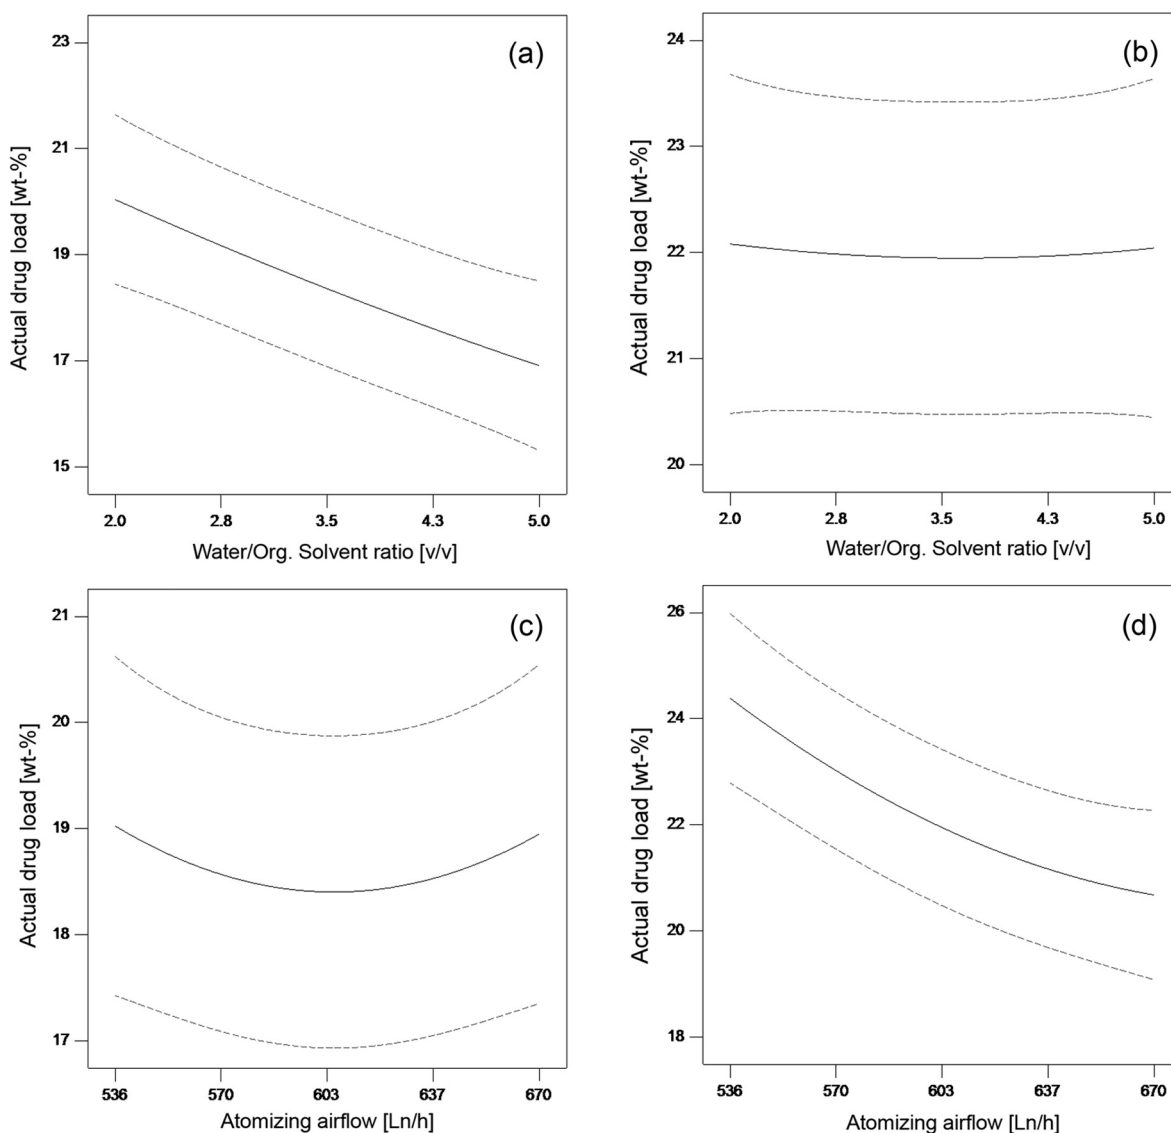 (a)
Actual drug load [wt-%]
23
21
19
17
15
2.0 2.8 3.5 4.3 5.0
Water/Org. Solvent ratio [v/v]
(b)
Actual drug load [wt-%]
24
23
22
21
20
2.0 2.8 3.5 4.3 5.0
Water/Org. Solvent ratio [v/v]
(c)
Actual drug load [wt-%]
21
20
19
18
17
536 570 603 637 670
Atomizing airflow [Ln/h]
(d)
Actual drug load [wt-%]
26
24
22
20
18
536 570 603 637 670
Atomizing airflow [Ln/h]